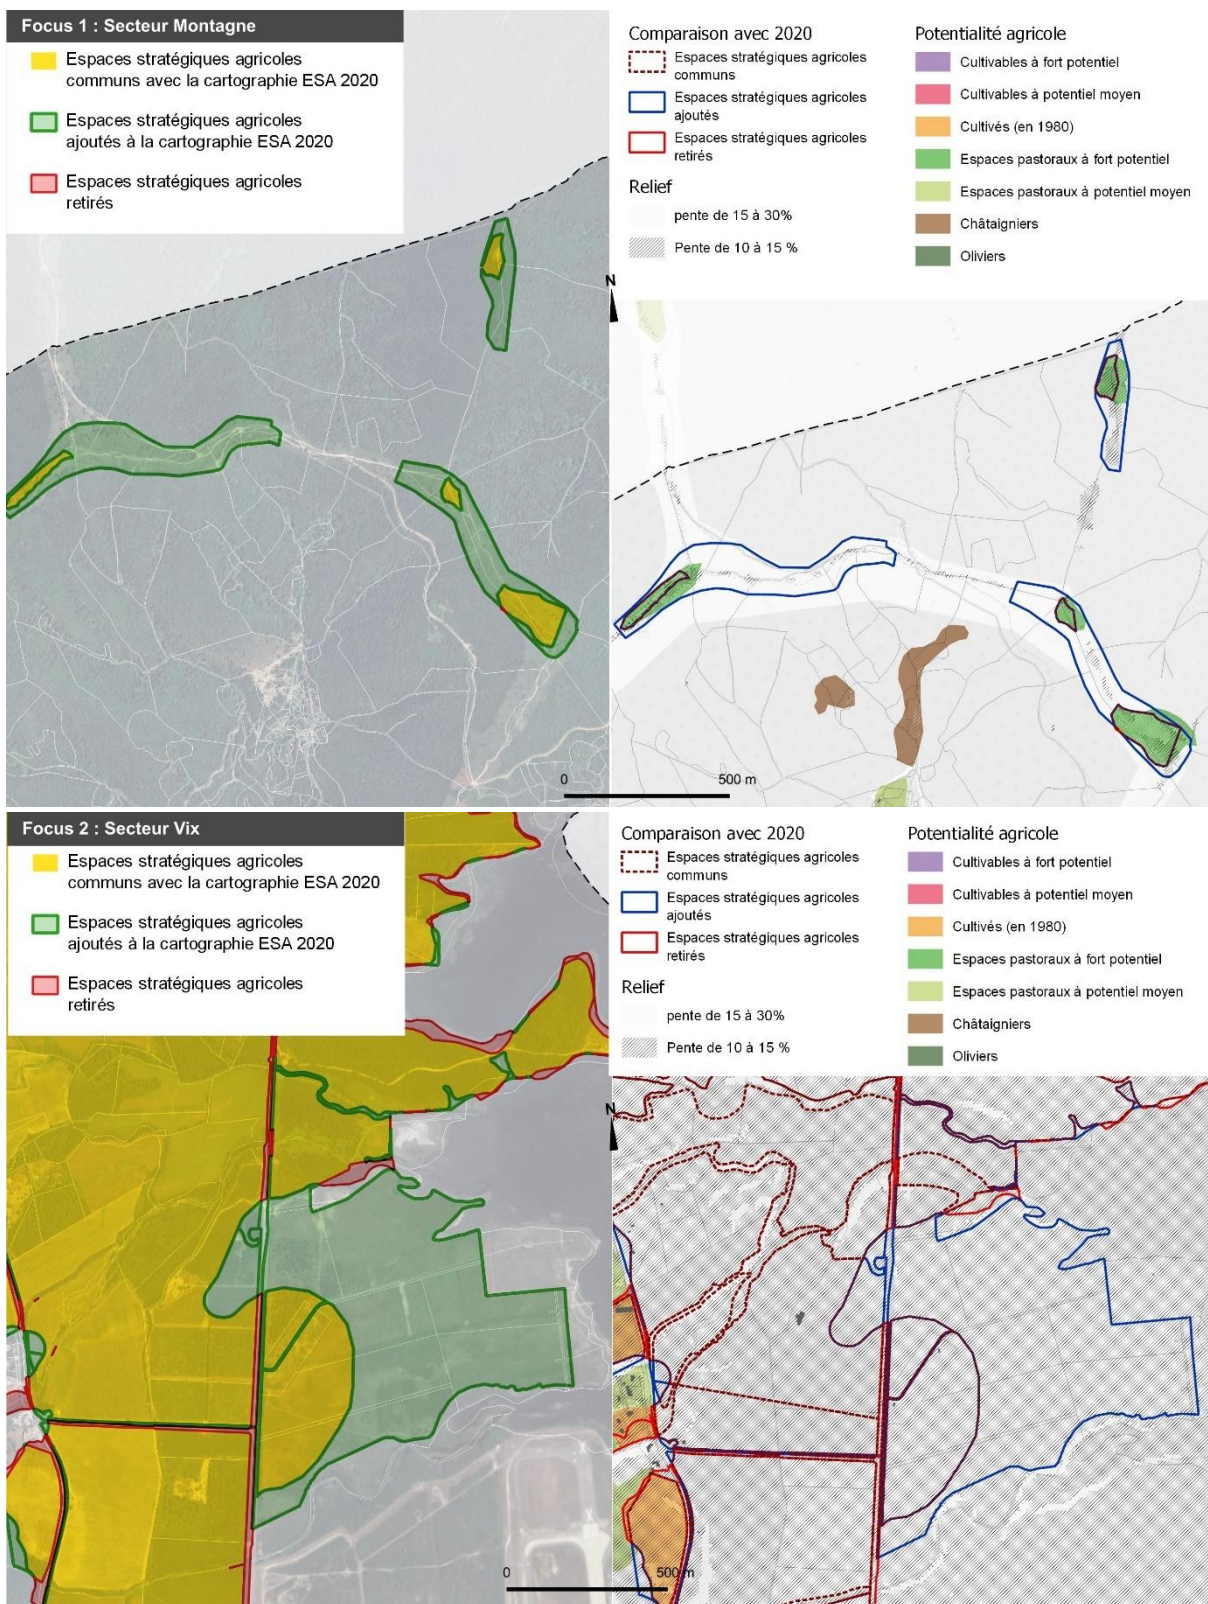 Focus 1 : Secteur Montagne
Espaces stratégiques agricoles
communs avec la cartographie ESA 2020
Espaces stratégiques agricoles
ajoutés à la cartographie ESA 2020
Espaces stratégiques agricoles
retirés
Comparaison avec 2020
Espaces stratégiques agricoles
communs
Espaces stratégiques agricoles
ajoutés
Espaces stratégiques agricoles
retirés
Relief
pente de 15 à 30%
Pente de 10 à 15 %
Potentialité agricole
Cultivables à fort potentiel
Cultivables à potentiel moyen
Cultivés (en 1980)
Espaces pastoraux à fort potentiel
Espaces pastoraux à potentiel moyen
Châtaigniers
Oliviers
N
0
500 m
Focus 2 : Secteur Vix
Espaces stratégiques agricoles
communs avec la cartographie ESA 2020
Espaces stratégiques agricoles
ajoutés à la cartographie ESA 2020
Espaces stratégiques agricoles
retirés
Comparaison avec 2020
Espaces stratégiques agricoles
communs
Espaces stratégiques agricoles
ajoutés
Espaces stratégiques agricoles
retirés
Relief
pente de 15 à 30%
Pente de 10 à 15 %
Potentialité agricole
Cultivables à fort potentiel
Cultivables à potentiel moyen
Cultivés (en 1980)
Espaces pastoraux à fort potentiel
Espaces pastoraux à potentiel moyen
Châtaigniers
Oliviers
N
0
500 m